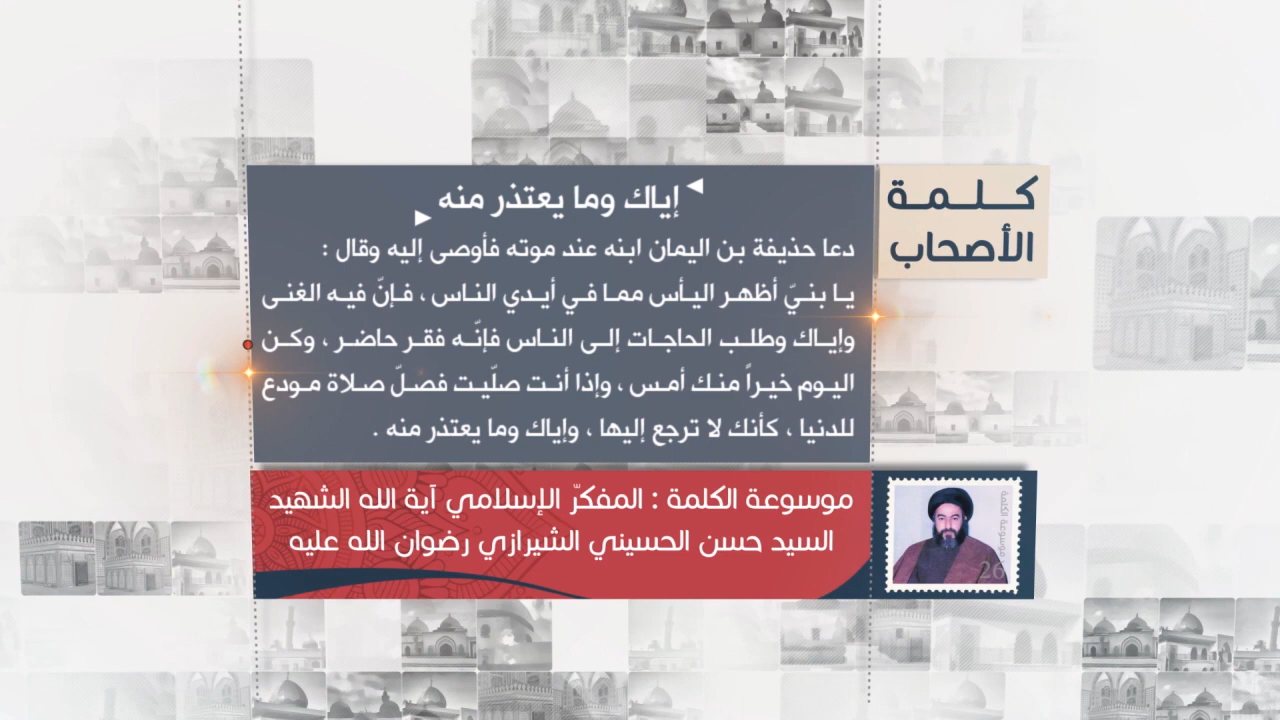 كلمة
الأصحاب
إياك وما يعتذر منه
دعا حذيفة بن اليمان ابنه عند موته فأوصى إليه وقال :
يا بنيّ أظهر اليأس مما في أيدي الناس ، فإنّ فيه الغنى
وإياك وطلب الحاجات إلى الناس فإنّه فقر حاضر ، وكن
اليوم خيراً منك أمس ، وإذا أنت صلّيت فصلّ صلاة مودع
للدنيا ، كأنك لا ترجع إليها ، وإياك وما يعتذر منه .
موسوعة الكلمة : المفكرّ الإسلامي آية الله الشهيد
السيد حسن الحسيني الشيرازي رضوان الله عليه
موسوعة الكلمة
26